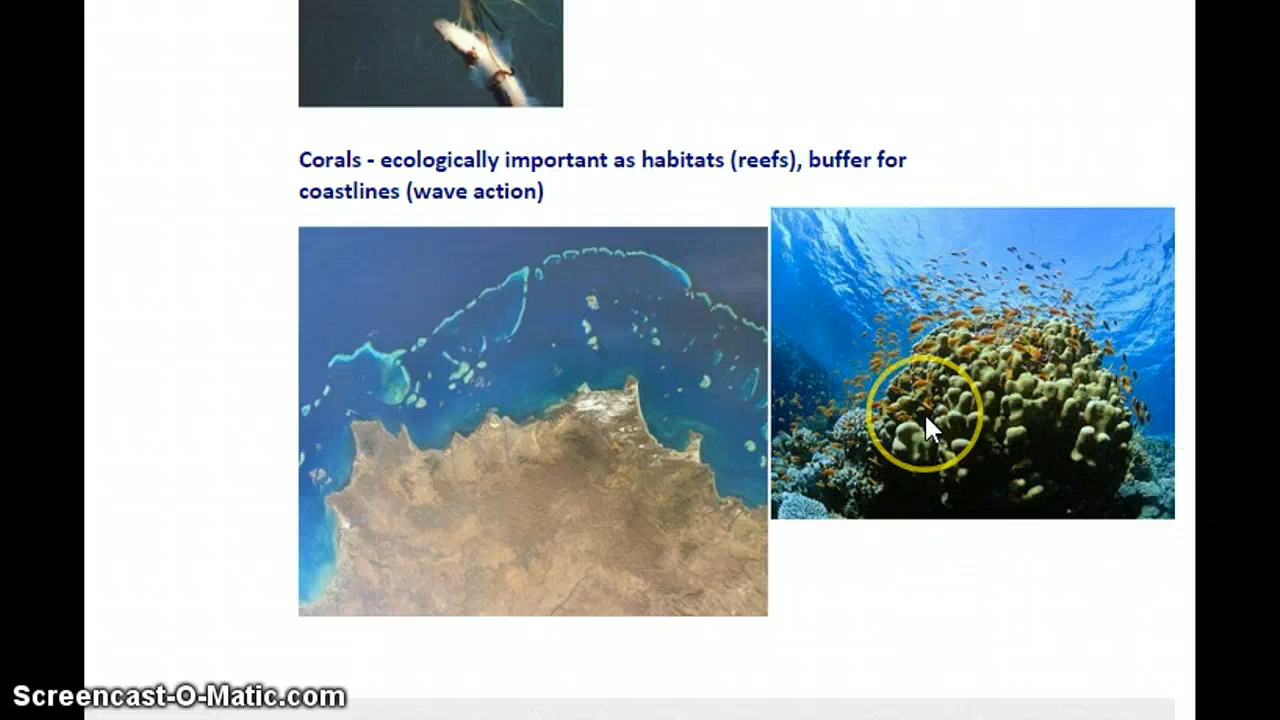 Corals - ecologically important as habitats (reefs), buffer for
coastlines (wave action)
Screencast-O-Matic.com